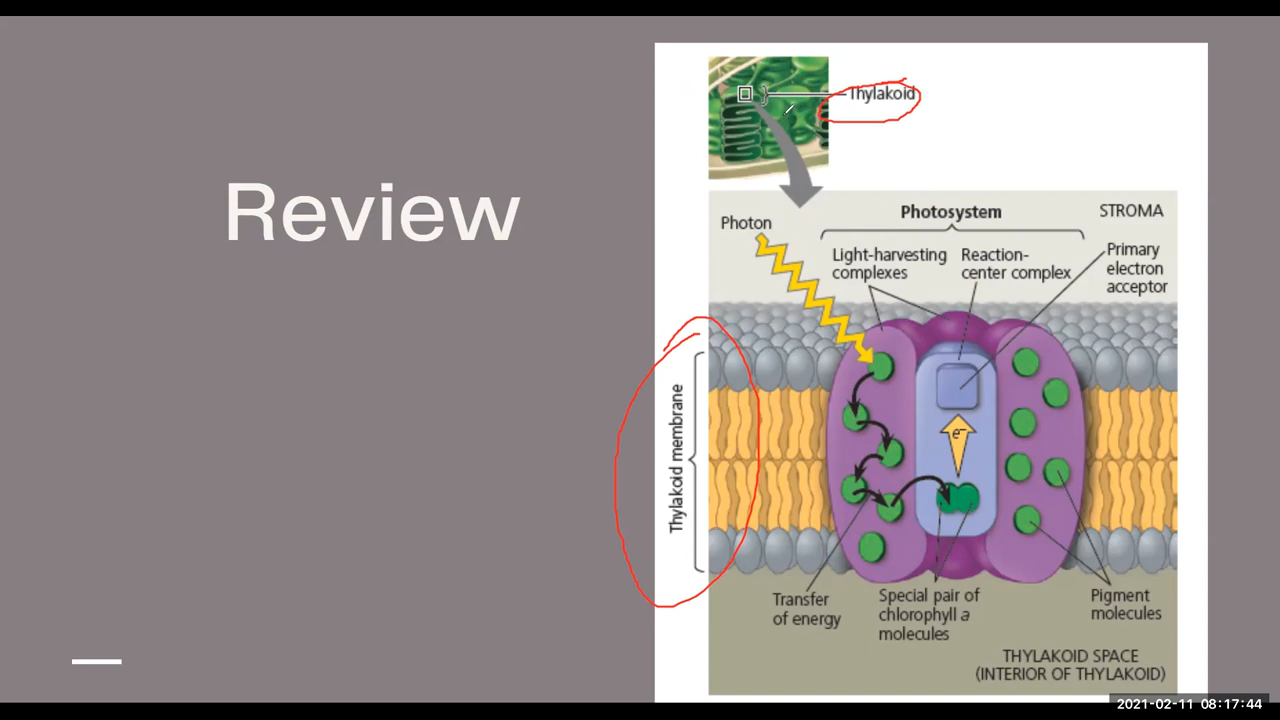 Review
Thylakoid
Photon
Photosystem
STROMA
Light-harvesting
complexes
Reaction-
center complex
Primary
electron
acceptor
Thylakoid membrane
e–
Transfer
of energy
Special pair of
chlorophyll a
molecules
Pigment
molecules
THYLAKOID SPACE
(INTERIOR OF THYLAKOID)
2021-02-11 08:17:44